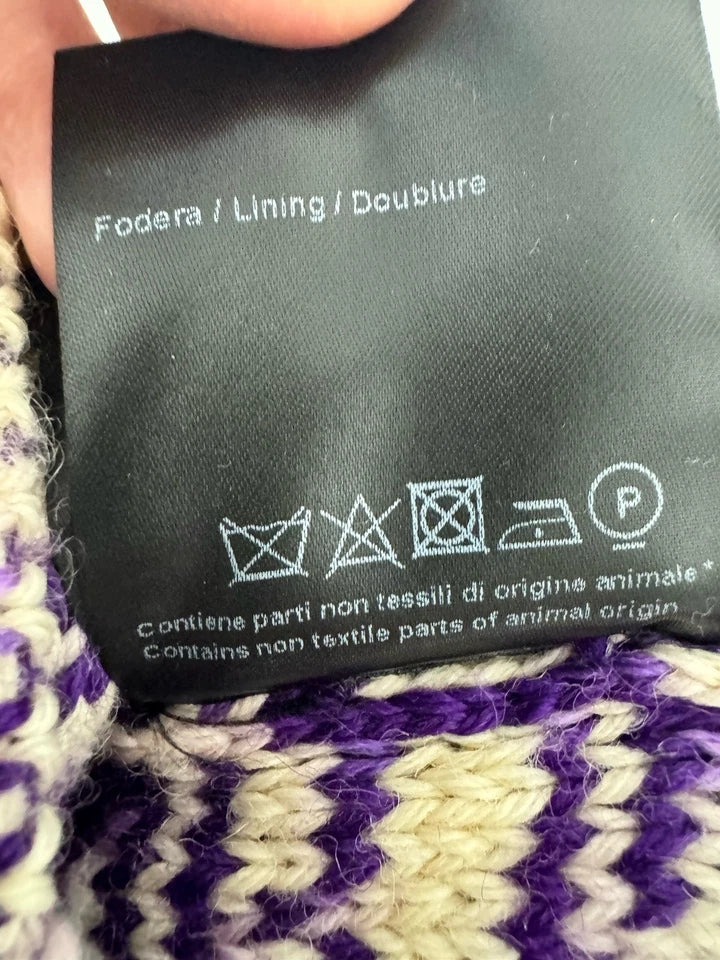 Fodera / Lining / Doublure
P
Contiene parti non tessili di origine animale*
Contains non textile parts of animal origin